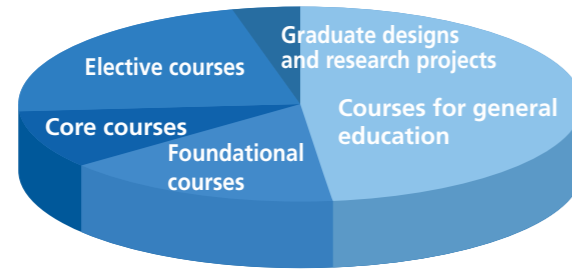 Graduate designs
and research projects
Elective courses
Courses for general
education
Core courses
Foundational
courses